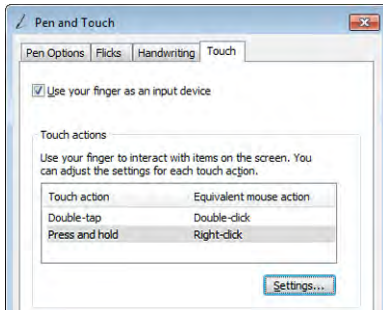 Pen and Touch
Pen Options Flicks Handwriting Touch
Use your finger as an input device
Touch actions
Use your finger to interact with items on the screen. You
can adjust the settings for each touch action.
Touch action Equivalent mouse action
Double-tap Double-click
Press and hold Right-click
Settings...